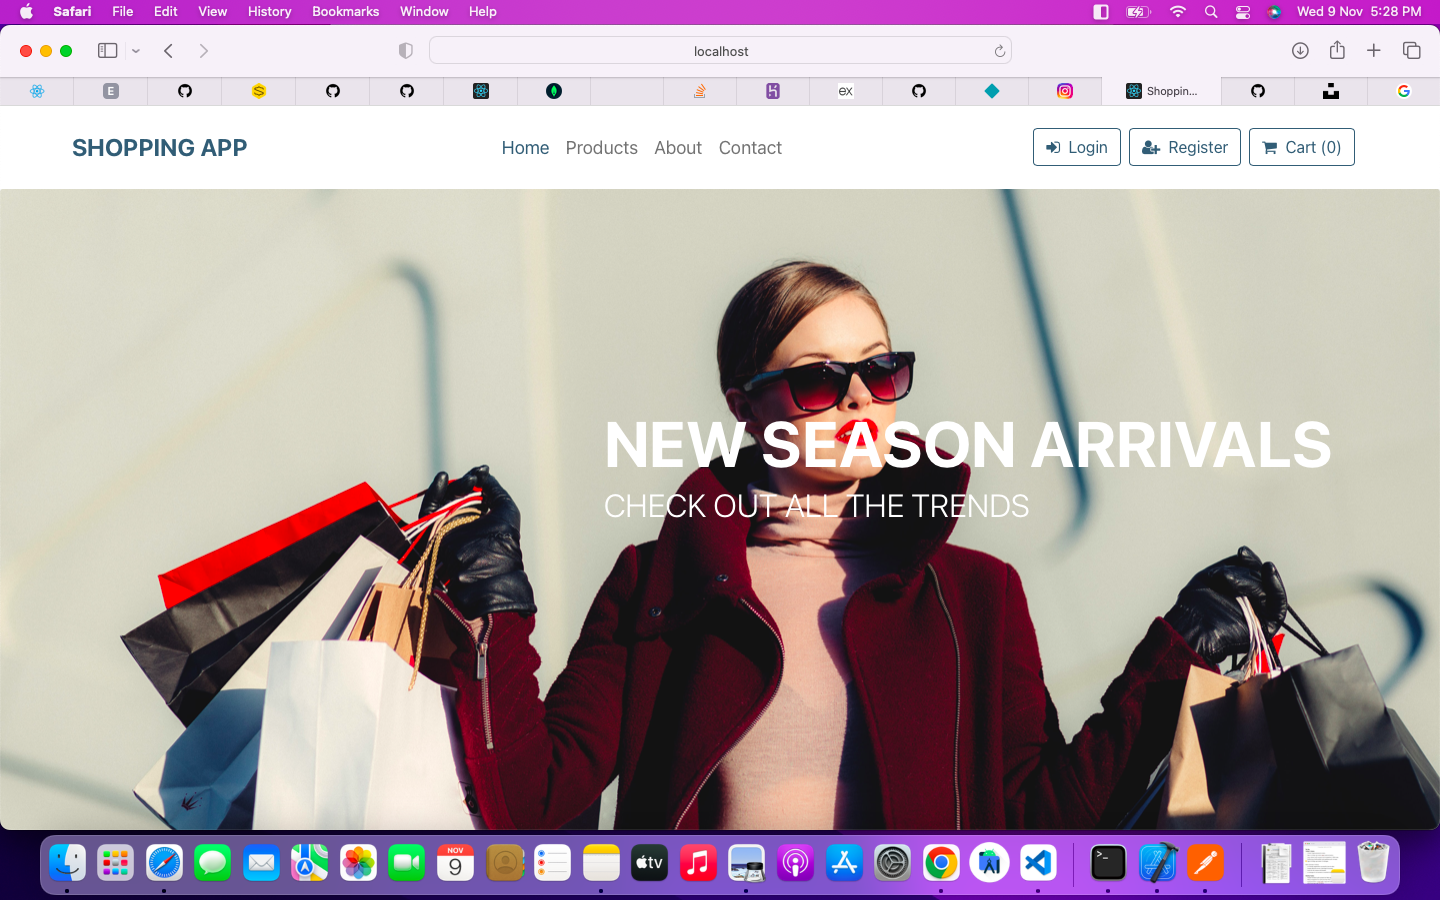 Safari File Edit View History Bookmarks Window Help Wed 9 Nov 5:28 PM
localhost
E S ex Shoppin... G
SHOPPING APP Home Products About Contact Login Register Cart (0)
NEW SEASON ARRIVALS
CHECK OUT ALL THE TRENDS
NOV
9
tv
>_